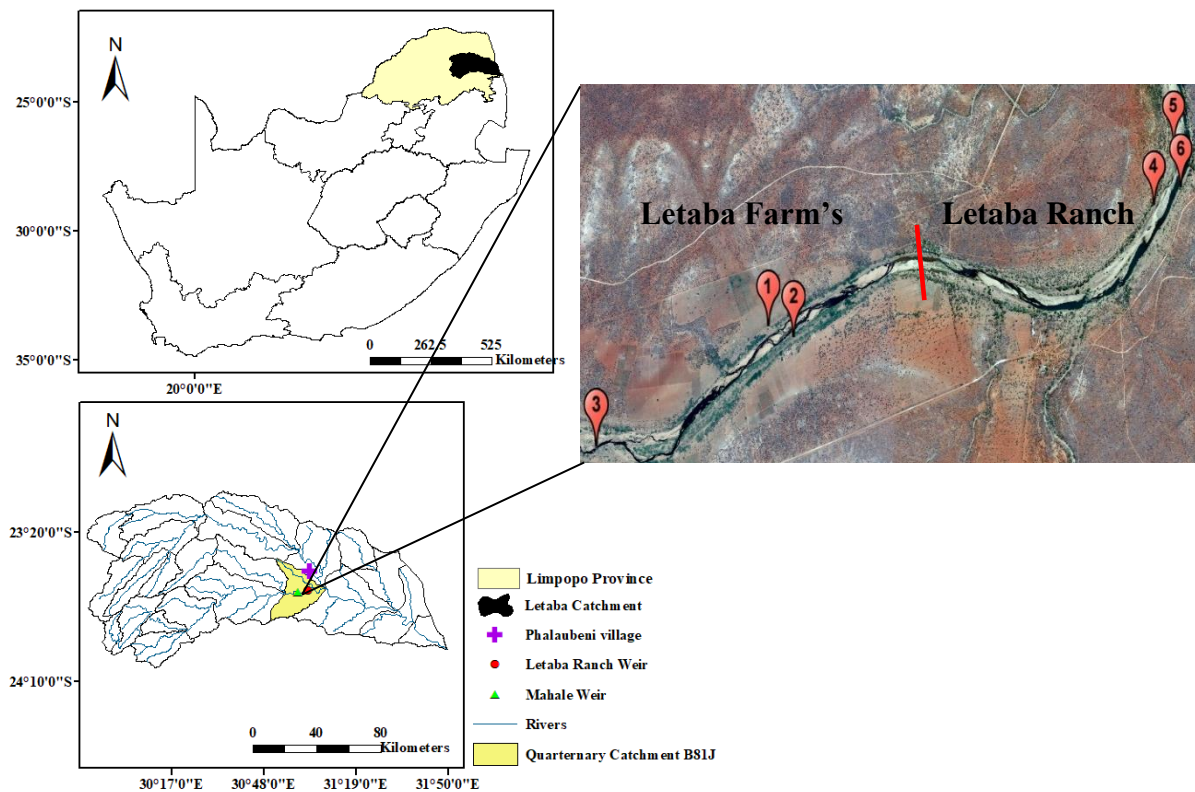 N
25°0'0"S
30°0'0"S
35°0'0"S
20°0'0"E
0 262.5 525
Kilometers
Letaba Farm's
Letaba Ranch
1
2
3
4
5
6
N
23°20'0"S
24°10'0"S
30°17'0"E 30°48'0"E 31°19'0"E 31°50'0"E
0 40 80
Kilometers
Limpopo Province
Letaba Catchment
Phalaubeni village
Letaba Ranch Weir
Mahale Weir
Rivers
Quarternary Catchment B81J